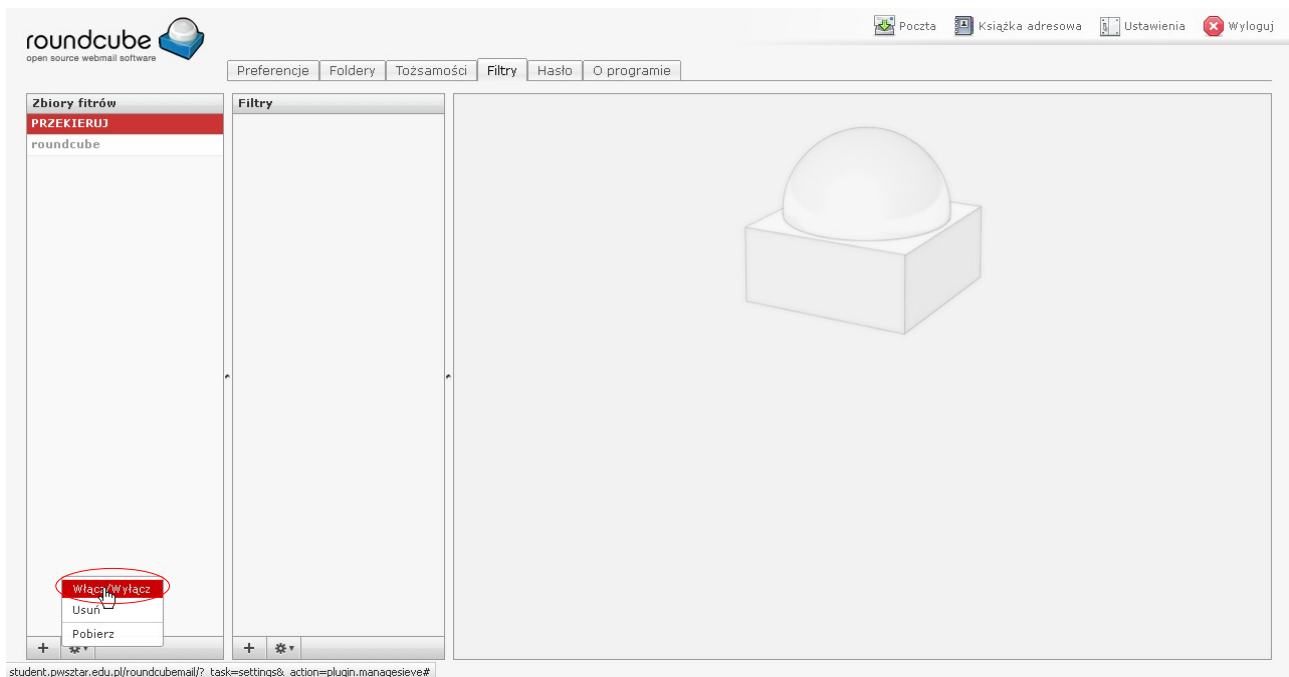 roundcube
open source webmail software
Poczta Książka adresowa Ustawienia Wyloguj
Preferencje Foldery Tożsamości Filtry Hasło O programie
Zbiory fitrów
PRZEKIERUJ
roundcube
Filtry
Włącz/Wyłącz
Usuń
Pobierz
student.pwsztar.edu.pl/roundcubemail/?_task=settings&_action=plugin.managesieve#